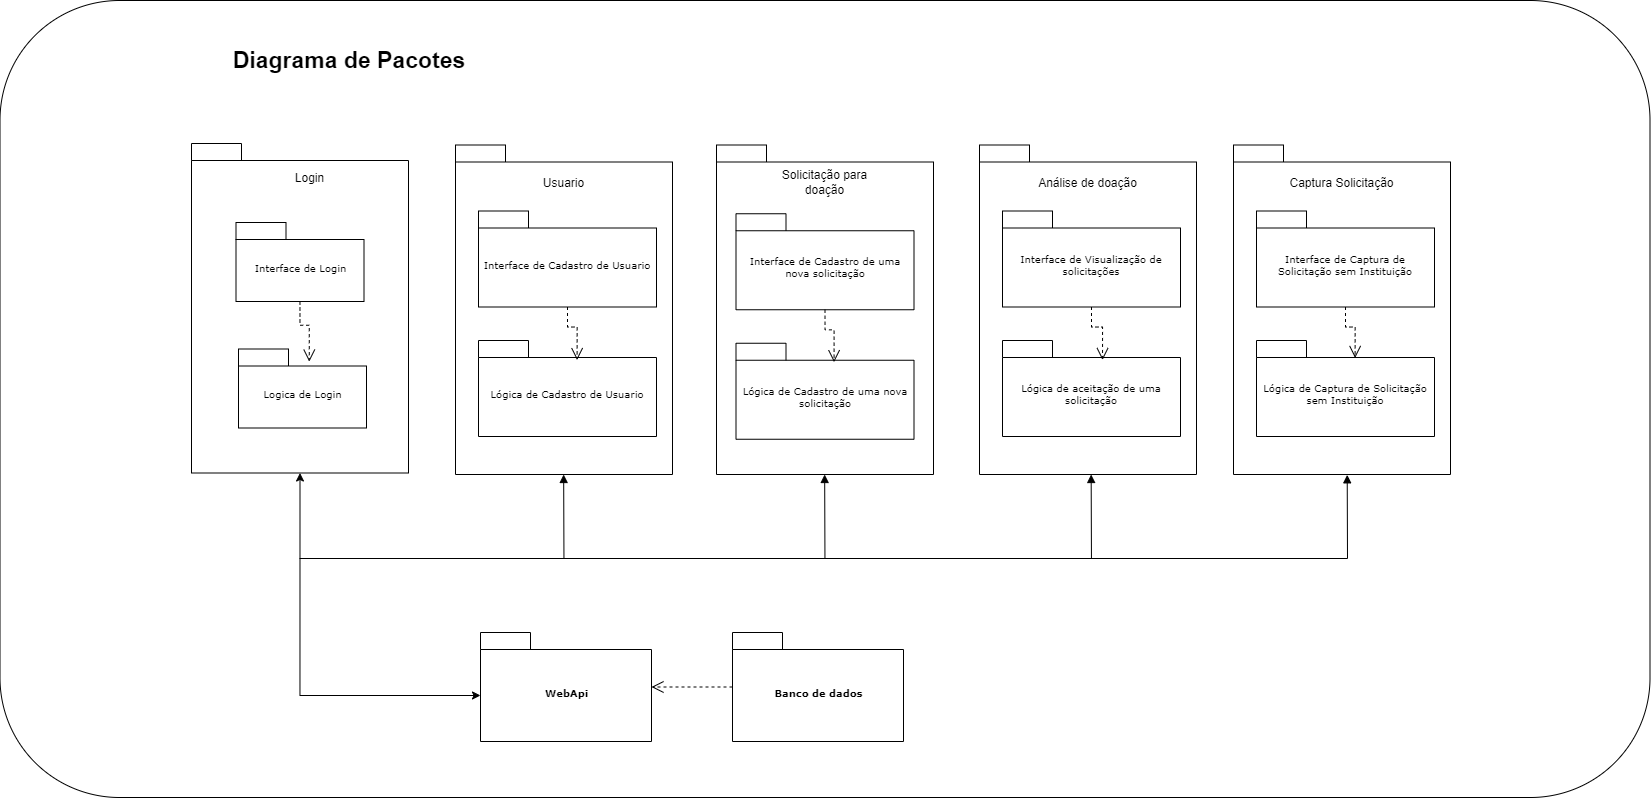 Diagrama de Pacotes
Login
Interface de Login
Logica de Login
Usuario
Interface de Cadastro de Usuario
Lógica de Cadastro de Usuario
Solicitação para
doação
Interface de Cadastro de uma
nova solicitação
Lógica de Cadastro de uma nova
solicitação
Análise de doação
Interface de Visualização de
solicitações
Lógica de aceitação de uma
solicitação
Captura Solicitação
Interface de Captura de
Solicitação sem Instituição
Lógica de Captura de Solicitação
sem Instituição
WebApi
Banco de dados